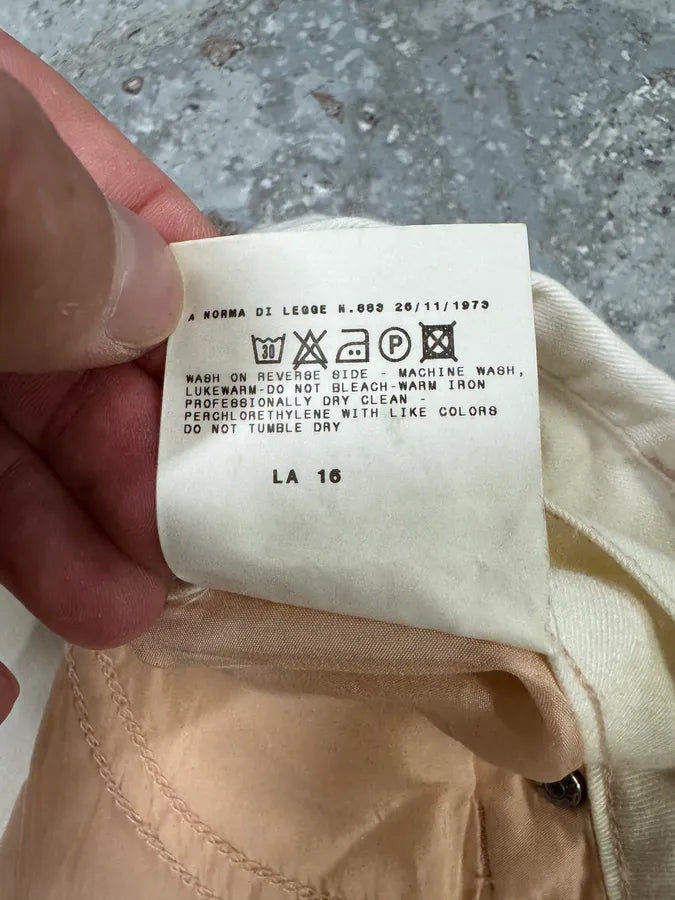 A NORMA DI LEGGE N.883 26/11/1973
30 P
WASH ON REVERSE SIDE - MACHINE WASH,
LUKEWARM-DO NOT BLEACH-WARM IRON
PROFESSIONALLY DRY CLEAN -
PERCHLORETHYLENE WITH LIKE COLORS
DO NOT TUMBLE DRY
LA 16